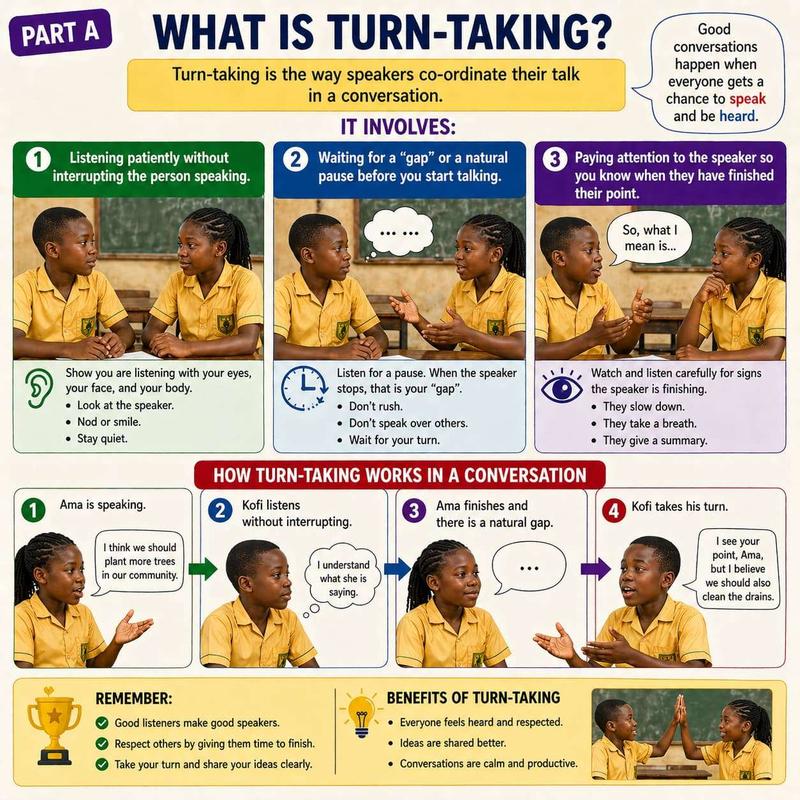 PART A
WHAT IS TURN-TAKING?
Turn-taking is the way speakers co-ordinate their talk
in a conversation.
Good
conversations
happen when
everyone gets a
chance to speak
and be heard.
IT INVOLVES:
1 Listening patiently without
interrupting the person speaking.
Show you are listening with your eyes,
your face, and your body.
• Look at the speaker.
• Nod or smile.
• Stay quiet.
2 Waiting for a “gap” or a natural
pause before you start talking.
... ...
Listen for a pause. When the speaker
stops, that is your “gap”.
• Don’t rush.
• Don’t speak over others.
• Wait for your turn.
3 Paying attention to the speaker so
you know when they have finished
their point.
So, what I
mean is...
Watch and listen carefully for signs
the speaker is finishing.
• They slow down.
• They take a breath.
• They give a summary.
HOW TURN-TAKING WORKS IN A CONVERSATION
1 Ama is speaking.
I think we should
plant more trees
in our community.
2 Kofi listens
without interrupting.
I understand
what she is
saying.
3 Ama finishes and
there is a natural gap.
...
4 Kofi takes his turn.
I see your
point, Ama,
but I believe
we should also
clean the drains.
REMEMBER:
Good listeners make good speakers.
Respect others by giving them time to finish.
Take your turn and share your ideas clearly.
BENEFITS OF TURN-TAKING
• Everyone feels heard and respected.
• Ideas are shared better.
• Conversations are calm and productive.